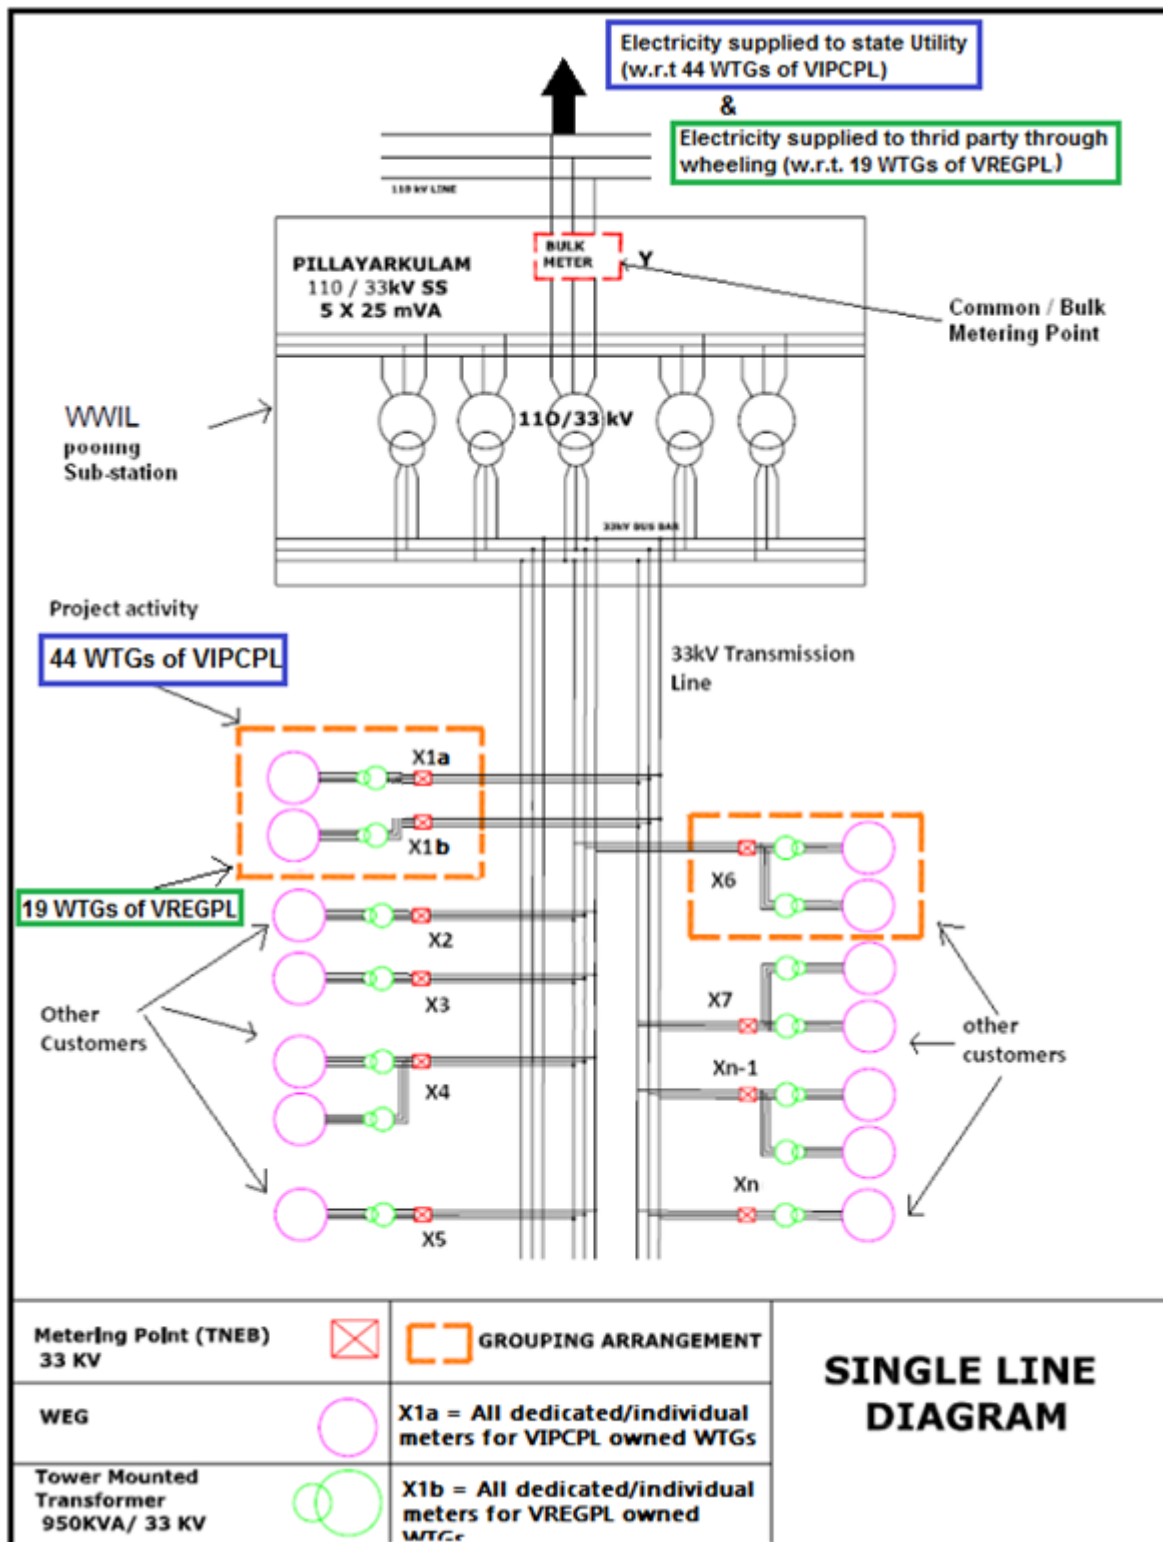 Electricity supplied to state Utility
(w.r.t 44 WTGs of VIPCPL)
&
Electricity supplied to thrid party through
wheeling (w.r.t. 19 WTGs of VREGPL)
110 kV LINE
BULK
METER
Y
PILLAYARKULAM
110 / 33kV SS
5 X 25 mVA
Common / Bulk
Metering Point
110/33 kV
WWIL
pooling
Sub-station
33kV BUS BAR
Project activity
44 WTGs of VIPCPL
33kV Transmission
Line
X1a
X1b
X6
19 WTGs of VREGPL
X2
X3
X7
Other
Customers
other
customers
Xn-1
X4
Xn
X5
Metering Point (TNEB)
33 KV
GROUPING ARRANGEMENT
SINGLE LINE
DIAGRAM
WEG
X1a = All dedicated/individual
meters for VIPCPL owned WTGs
Tower Mounted
Transformer
950KVA/ 33 KV
X1b = All dedicated/individual
meters for VREGPL owned
WTGs